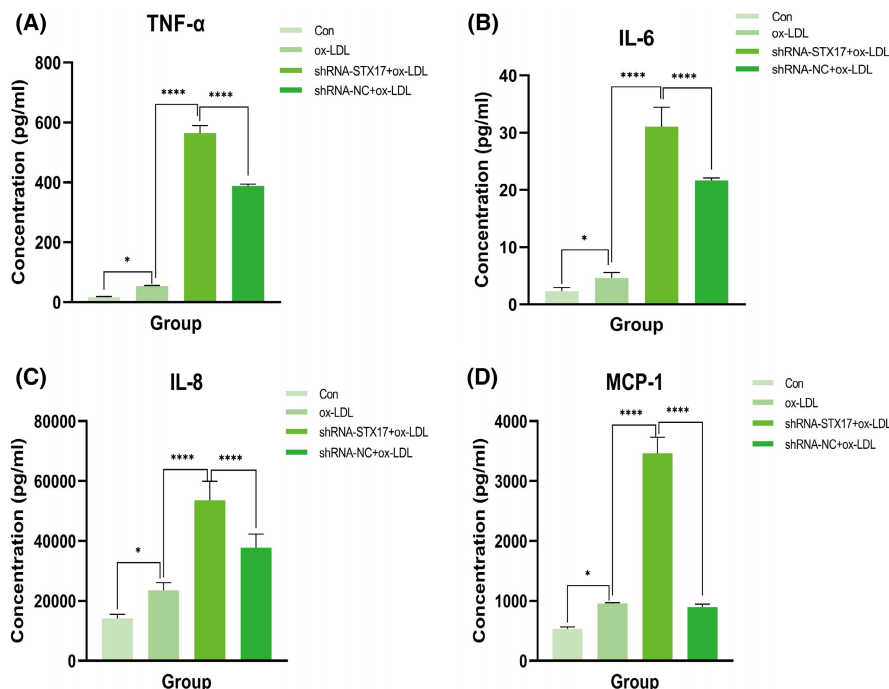 (A)
TNF-α
Con
ox-LDL
shRNA-STX17+ox-LDL
shRNA-NC+ox-LDL
Concentration (pg/ml)
800
600
400
200
0
*
****
****
Group
(B)
IL-6
Con
ox-LDL
shRNA-STX17+ox-LDL
shRNA-NC+ox-LDL
Concentration (pg/ml)
40
30
20
10
0
*
****
****
Group
(C)
IL-8
Con
ox-LDL
shRNA-STX17+ox-LDL
shRNA-NC+ox-LDL
Concentration (pg/ml)
80000
60000
40000
20000
0
*
****
****
Group
(D)
MCP-1
Con
ox-LDL
shRNA-STX17+ox-LDL
shRNA-NC+ox-LDL
Concentration (pg/ml)
4000
3000
2000
1000
0
*
****
****
Group